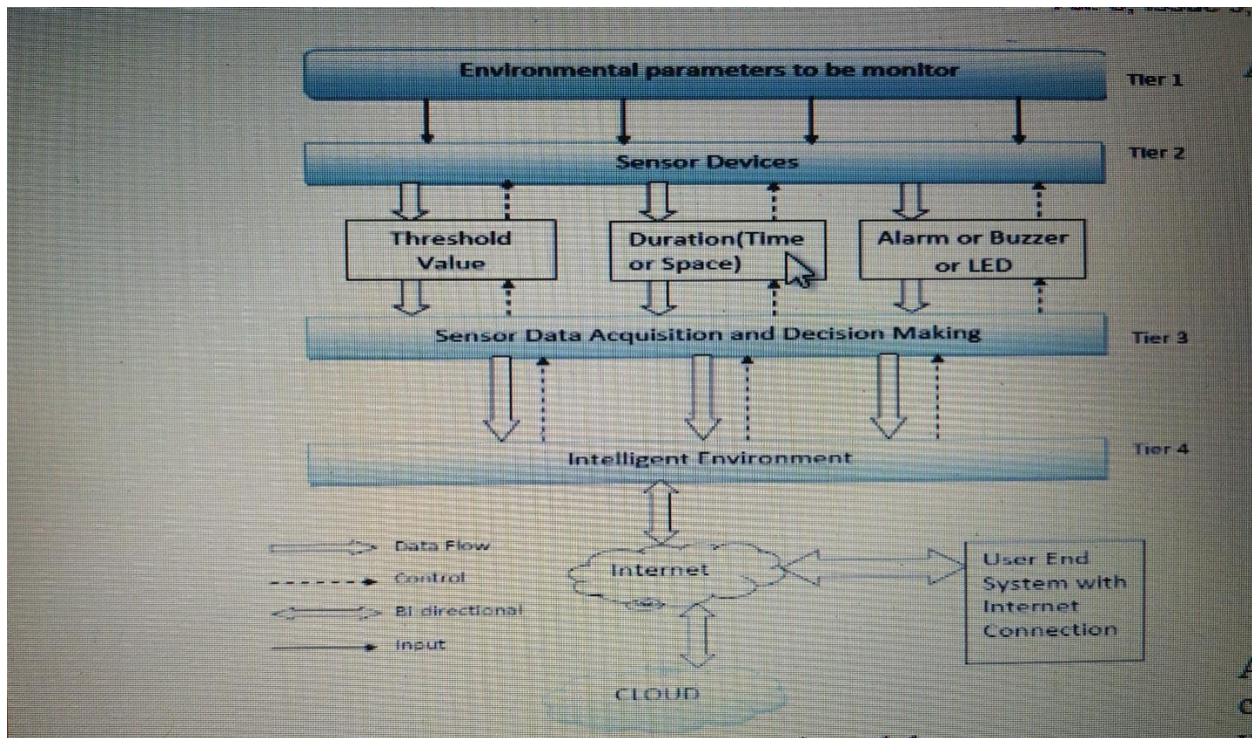 Environmental parameters to be monitor
Tier 1
Sensor Devices
Tier 2
Threshold
Value
Duration(Time
or Space)
Alarm or Buzzer
or LED
Sensor Data Acquisition and Decision Making
Tier 3
Intelligent Environment
Tier 4
Data Flow
Control
Bi directional
Input
Internet
User End
System with
Internet
Connection
CLOUD